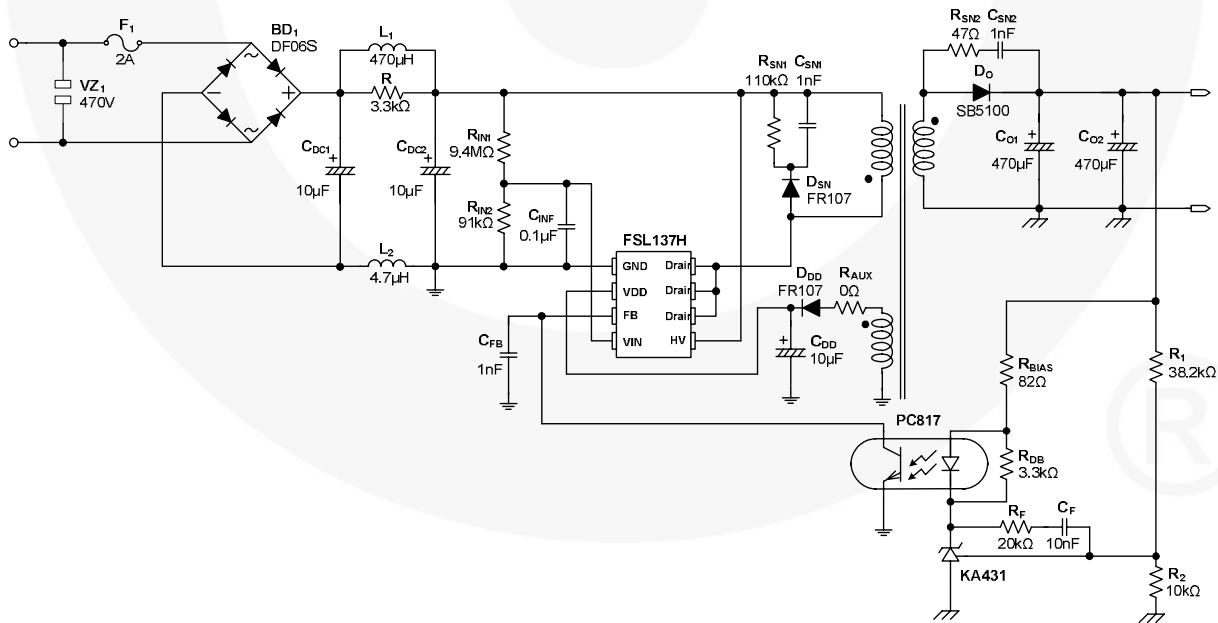 F1
2A
VZ1
470V
BD1
DF06S
~
~
−
+
L1
470µH
R
3.3kΩ
CDC1
+
10µF
CDC2
+
10µF
L2
4.7µH
RIN1
9.4MΩ
RIN2
91kΩ
CINF
0.1µF
FSL137H
GND
VDD
FB
VIN
Drair
Drair
Drair
HV
CFB
1nF
RSN1
110kΩ
CSN1
1nF
DSN
FR107
DDD
FR107
RAUX
0Ω
+
CDD
10µF
RSN2
47Ω
CSN2
1nF
DO
SB5100
CO1
+
470µF
CO2
+
470µF
RBIAS
82Ω
R1
38.2kΩ
PC817
RDB
3.3kΩ
RF
20kΩ
CF
10nF
KA431
R2
10kΩ
®